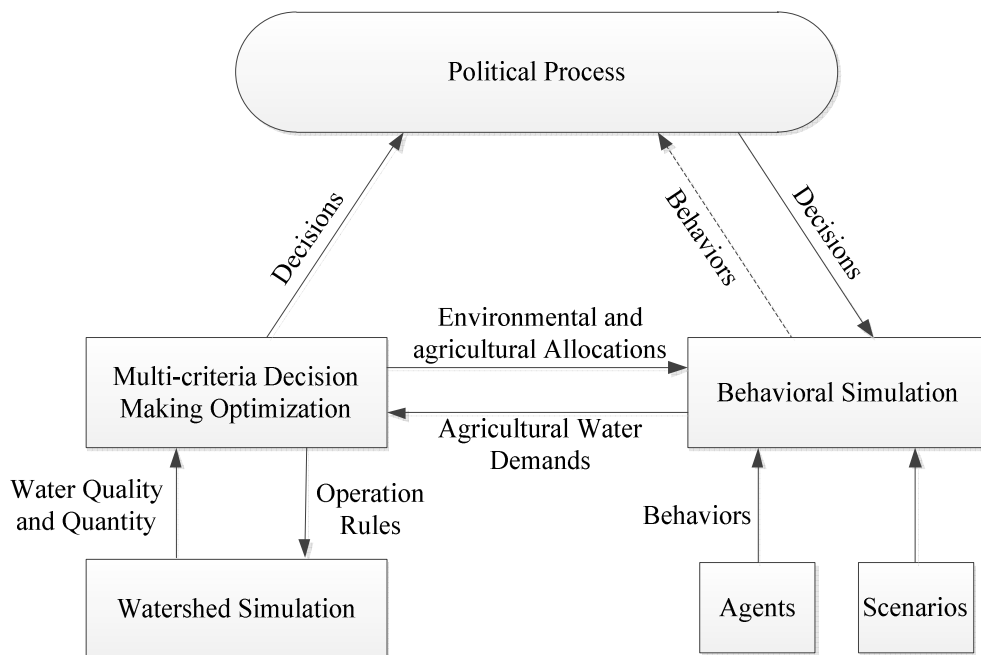 Political Process
Decisions
Behaviors
Decisions
Environmental and
agricultural Allocations
Multi-criteria Decision
Making Optimization
Behavioral Simulation
Agricultural Water
Demands
Water Quality
and Quantity
Operation
Rules
Behaviors
Watershed Simulation
Agents
Scenarios